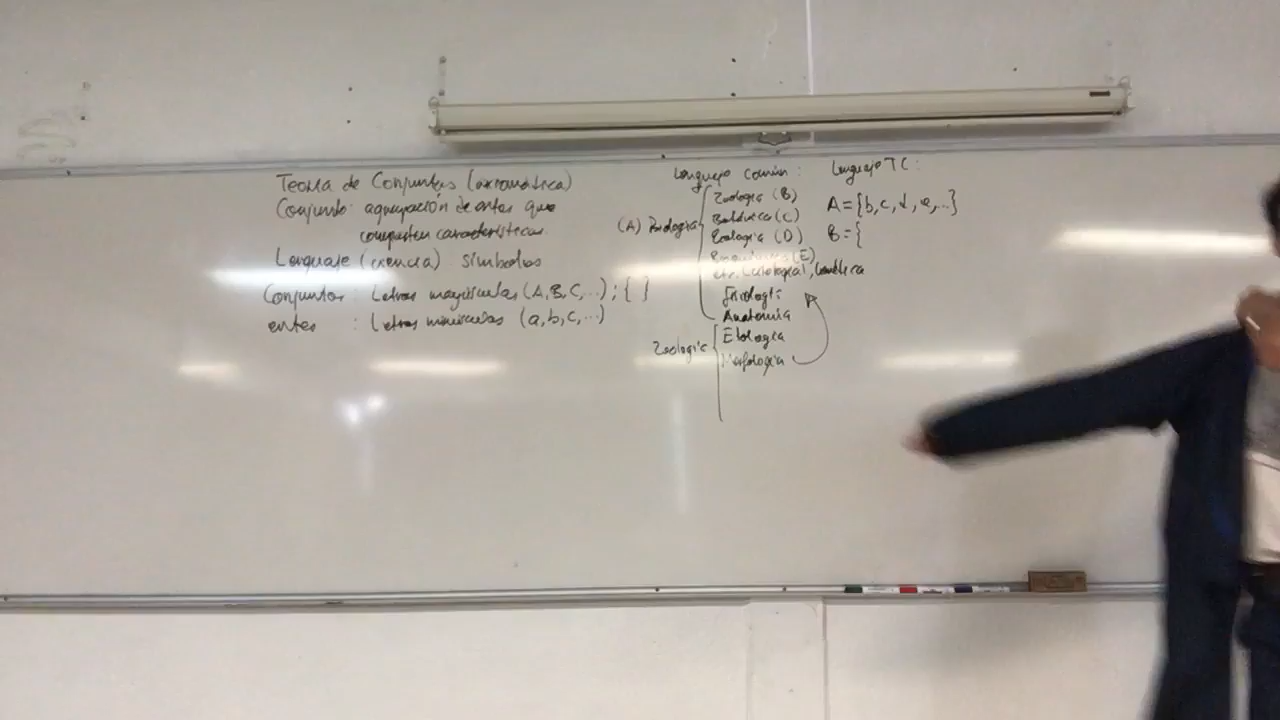 Teoría de Conjuntos (axiomática)
Conjunto: agrupación de entes que
comparten características.
Lenguaje (ciencia) símbolos
Conjuntos: Letras mayúsculas (A, B, C, ...) ; { }
entes : Letras minúsculas (a, b, c, ...)
Lenguaje Común:
(A) Biología
Zoología (B)
Botánica (C)
Ecología (D)
(E)
etc.
Fisiología
Anatomía
Zoología
Etología
Morfología
Lenguaje TC:
A = {b, c, d, e, ...}
B = {